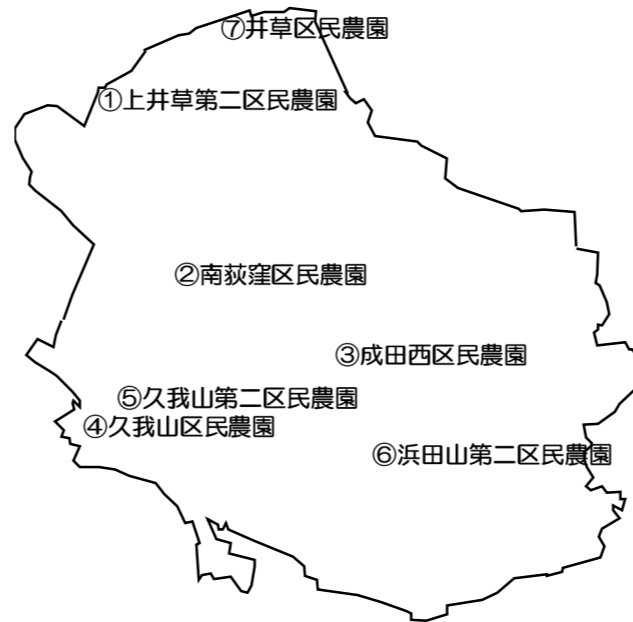 ⑦井草区民農園
①上井草第二区民農園
②南荻窪区民農園
③成田西区民農園
⑤久我山第二区民農園
④久我山区民農園
⑥浜田山第二区民農園